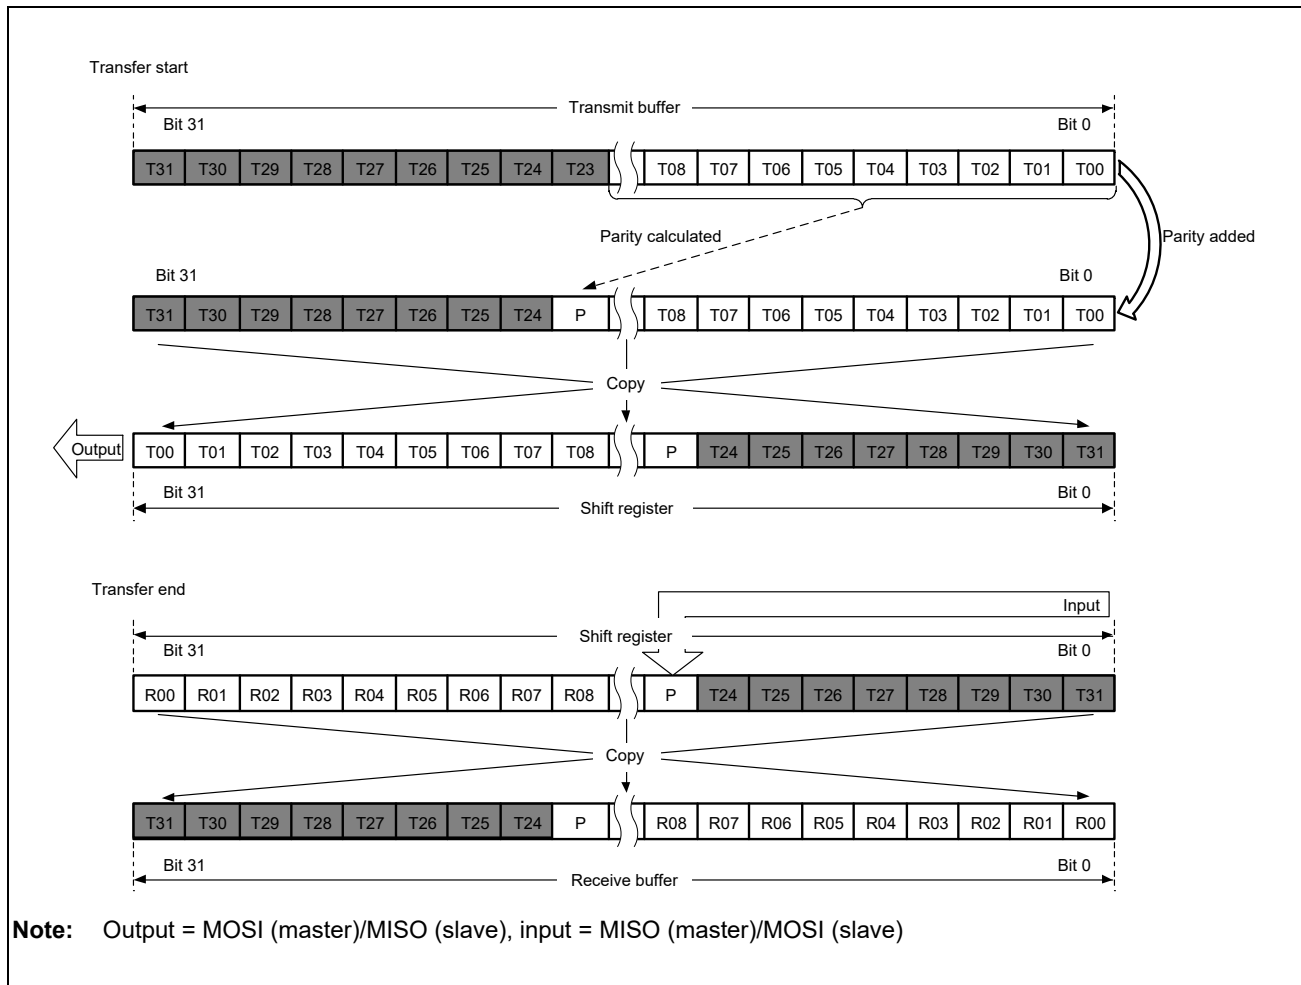 Transfer start
Transmit buffer
Bit 31 Bit 0
T31 T30 T29 T28 T27 T26 T25 T24 T23 T08 T07 T06 T05 T04 T03 T02 T01 T00
Parity calculated Parity added
Bit 31 Bit 0
T31 T30 T29 T28 T27 T26 T25 T24 P T08 T07 T06 T05 T04 T03 T02 T01 T00
Copy
Output T00 T01 T02 T03 T04 T05 T06 T07 T08 P T24 T25 T26 T27 T28 T29 T30 T31
Bit 31 Bit 0
Shift register
Transfer end
Input
Shift register
Bit 31 Bit 0
R00 R01 R02 R03 R04 R05 R06 R07 R08 P T24 T25 T26 T27 T28 T29 T30 T31
Copy
T31 T30 T29 T28 T27 T26 T25 T24 P R08 R07 R06 R05 R04 R03 R02 R01 R00
Bit 31 Bit 0
Receive buffer
Note: Output = MOSI (master)/MISO (slave), input = MISO (master)/MOSI (slave)